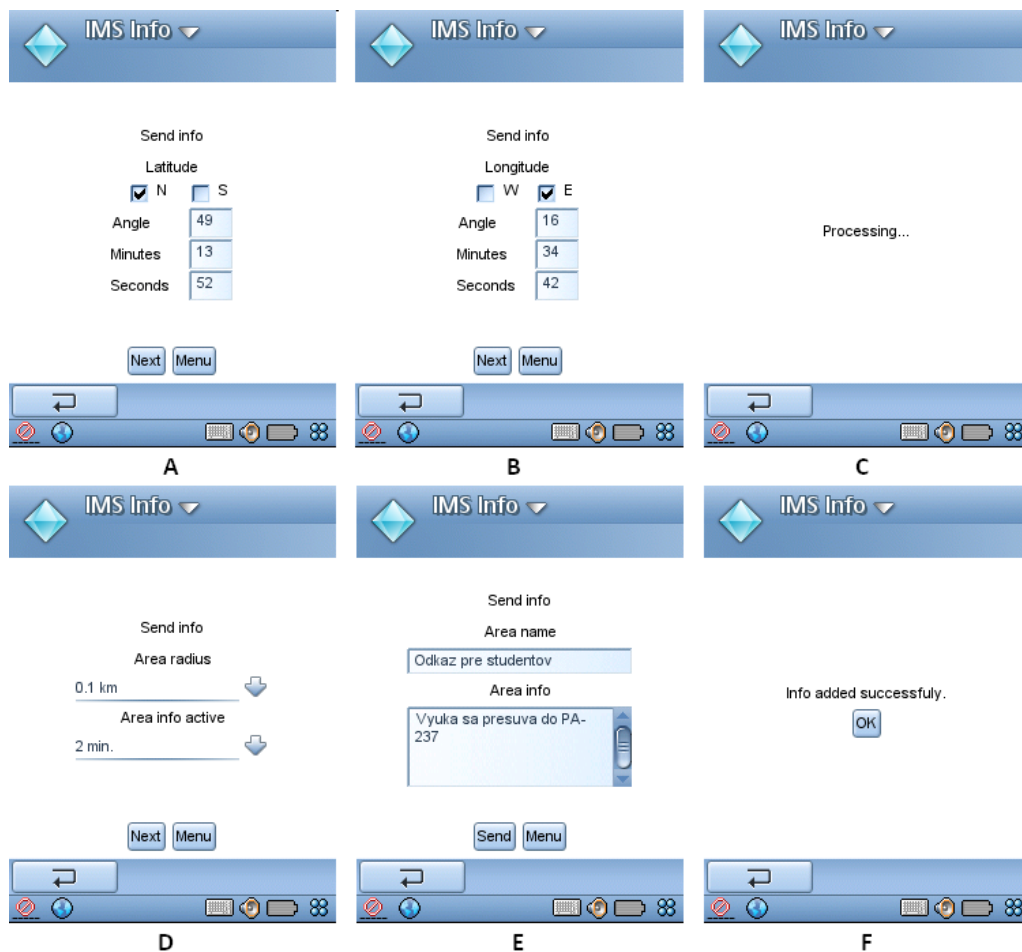 IMS Info
Send info
Latitude
N S
Angle 49
Minutes 13
Seconds 52
Next Menu
A
IMS Info
Send info
Longitude
W E
Angle 16
Minutes 34
Seconds 42
Next Menu
B
IMS Info
Processing...
C
IMS Info
Send info
Area radius
0.1 km
Area info active
2 min.
Next Menu
D
IMS Info
Send info
Area name
Odkaz pre studentov
Area info
Vyuka sa presuva do PA-
237
Send Menu
E
IMS Info
Info added successfuly.
OK
F